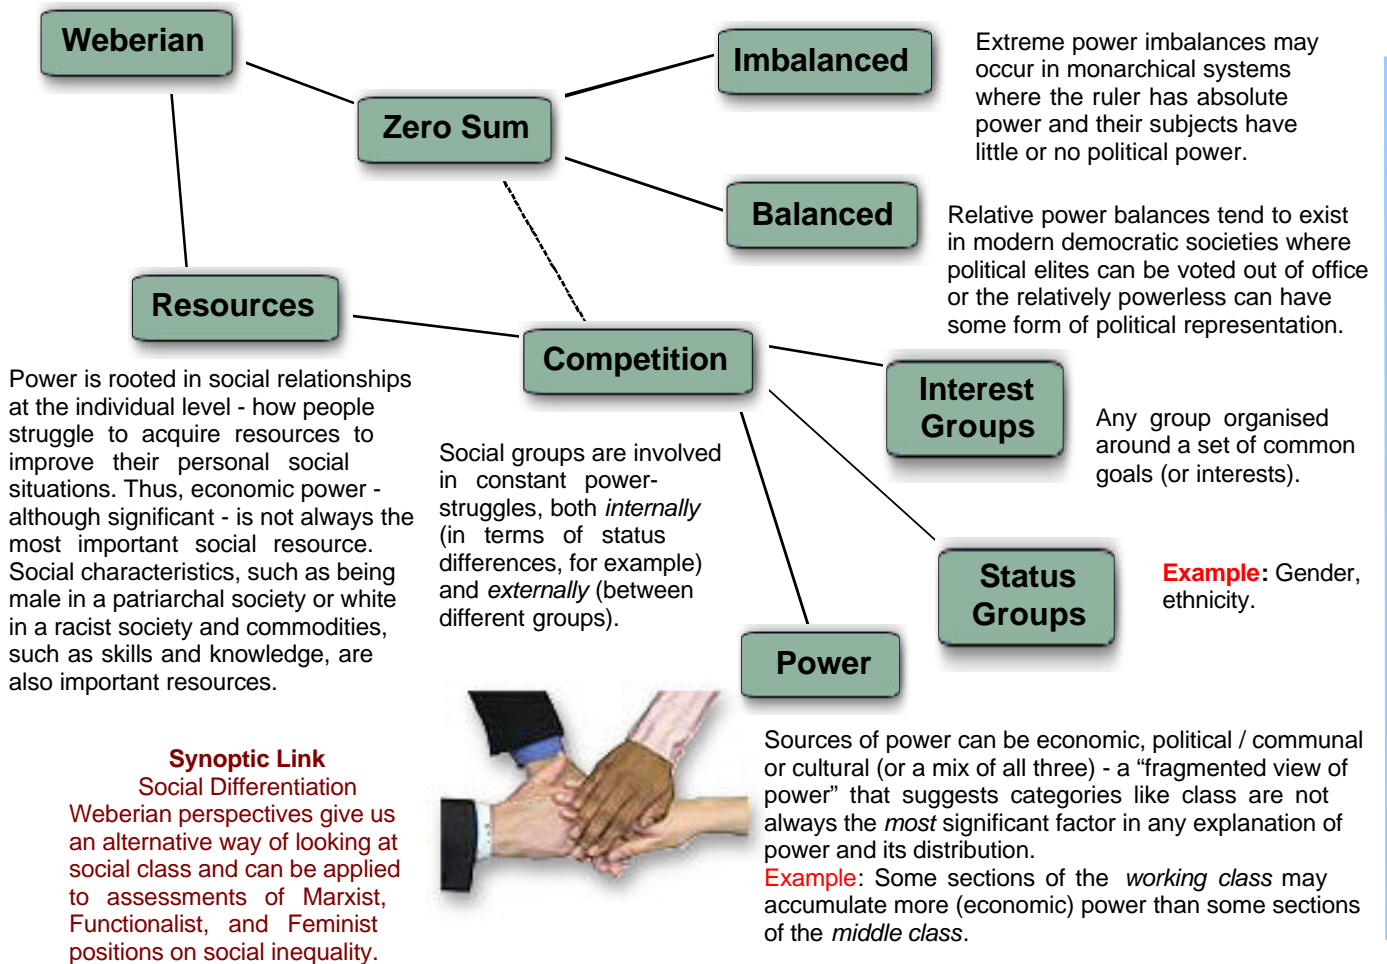 Weberian
Zero Sum
Imbalanced
Extreme power imbalances may
occur in monarchical systems
where the ruler has absolute
power and their subjects have
little or no political power.
Balanced
Relative power balances tend to exist
in modern democratic societies where
political elites can be voted out of office
or the relatively powerless can have
some form of political representation.
Resources
Power is rooted in social relationships
at the individual level - how people
struggle to acquire resources to
improve their personal social
situations. Thus, economic power -
although significant - is not always the
most important social resource.
Social characteristics, such as being
male in a patriarchal society or white
in a racist society and commodities,
such as skills and knowledge, are
also important resources.
Competition
Social groups are involved
in constant power-
struggles, both internally
(in terms of status
differences, for example)
and externally (between
different groups).
Interest
Groups
Any group organised
around a set of common
goals (or interests).
Status
Groups
Example: Gender,
ethnicity.
Power
Sources of power can be economic, political / communal
or cultural (or a mix of all three) - a “fragmented view of
power” that suggests categories like class are not
always the most significant factor in any explanation of
power and its distribution.
Example: Some sections of the working class may
accumulate more (economic) power than some sections
of the middle class.
Synoptic Link
Social Differentiation
Weberian perspectives give us
an alternative way of looking at
social class and can be applied
to assessments of Marxist,
Functionalist, and Feminist
positions on social inequality.